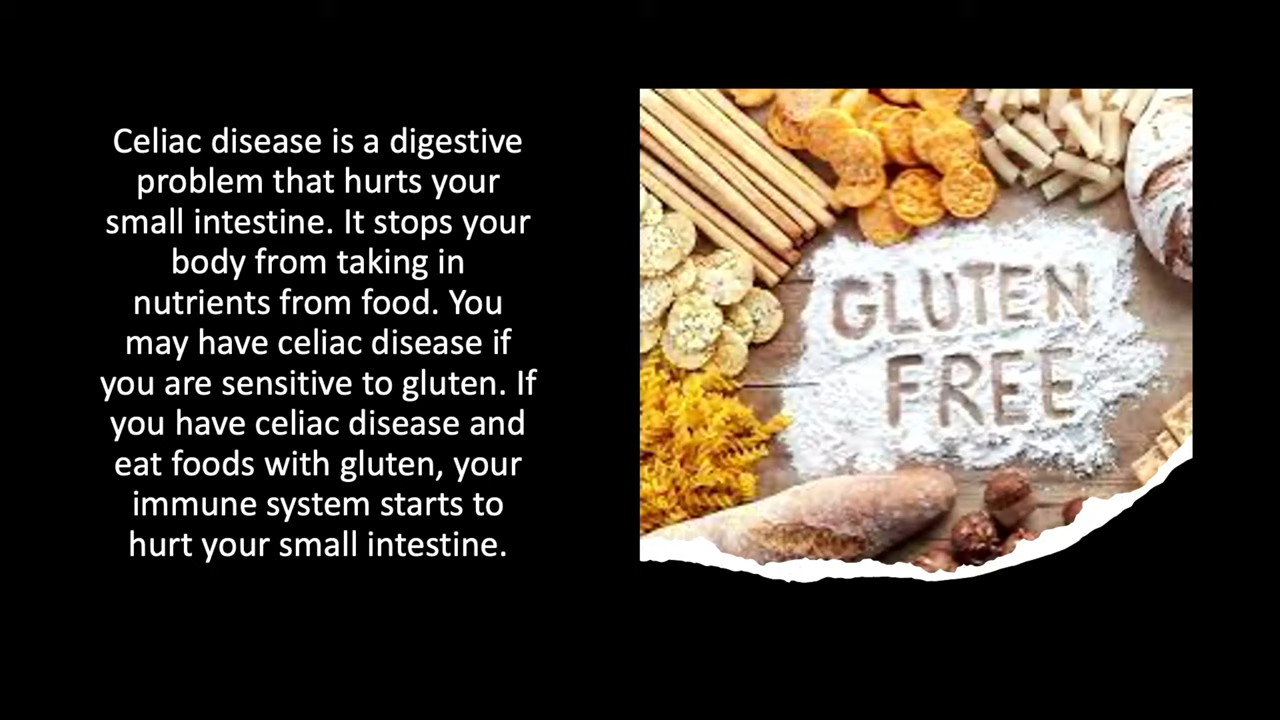 Celiac disease is a digestive
problem that hurts your
small intestine. It stops your
body from taking in
nutrients from food. You
may have celiac disease if
you are sensitive to gluten. If
you have celiac disease and
eat foods with gluten, your
immune system starts to
hurt your small intestine.
GLUTEN
FREE